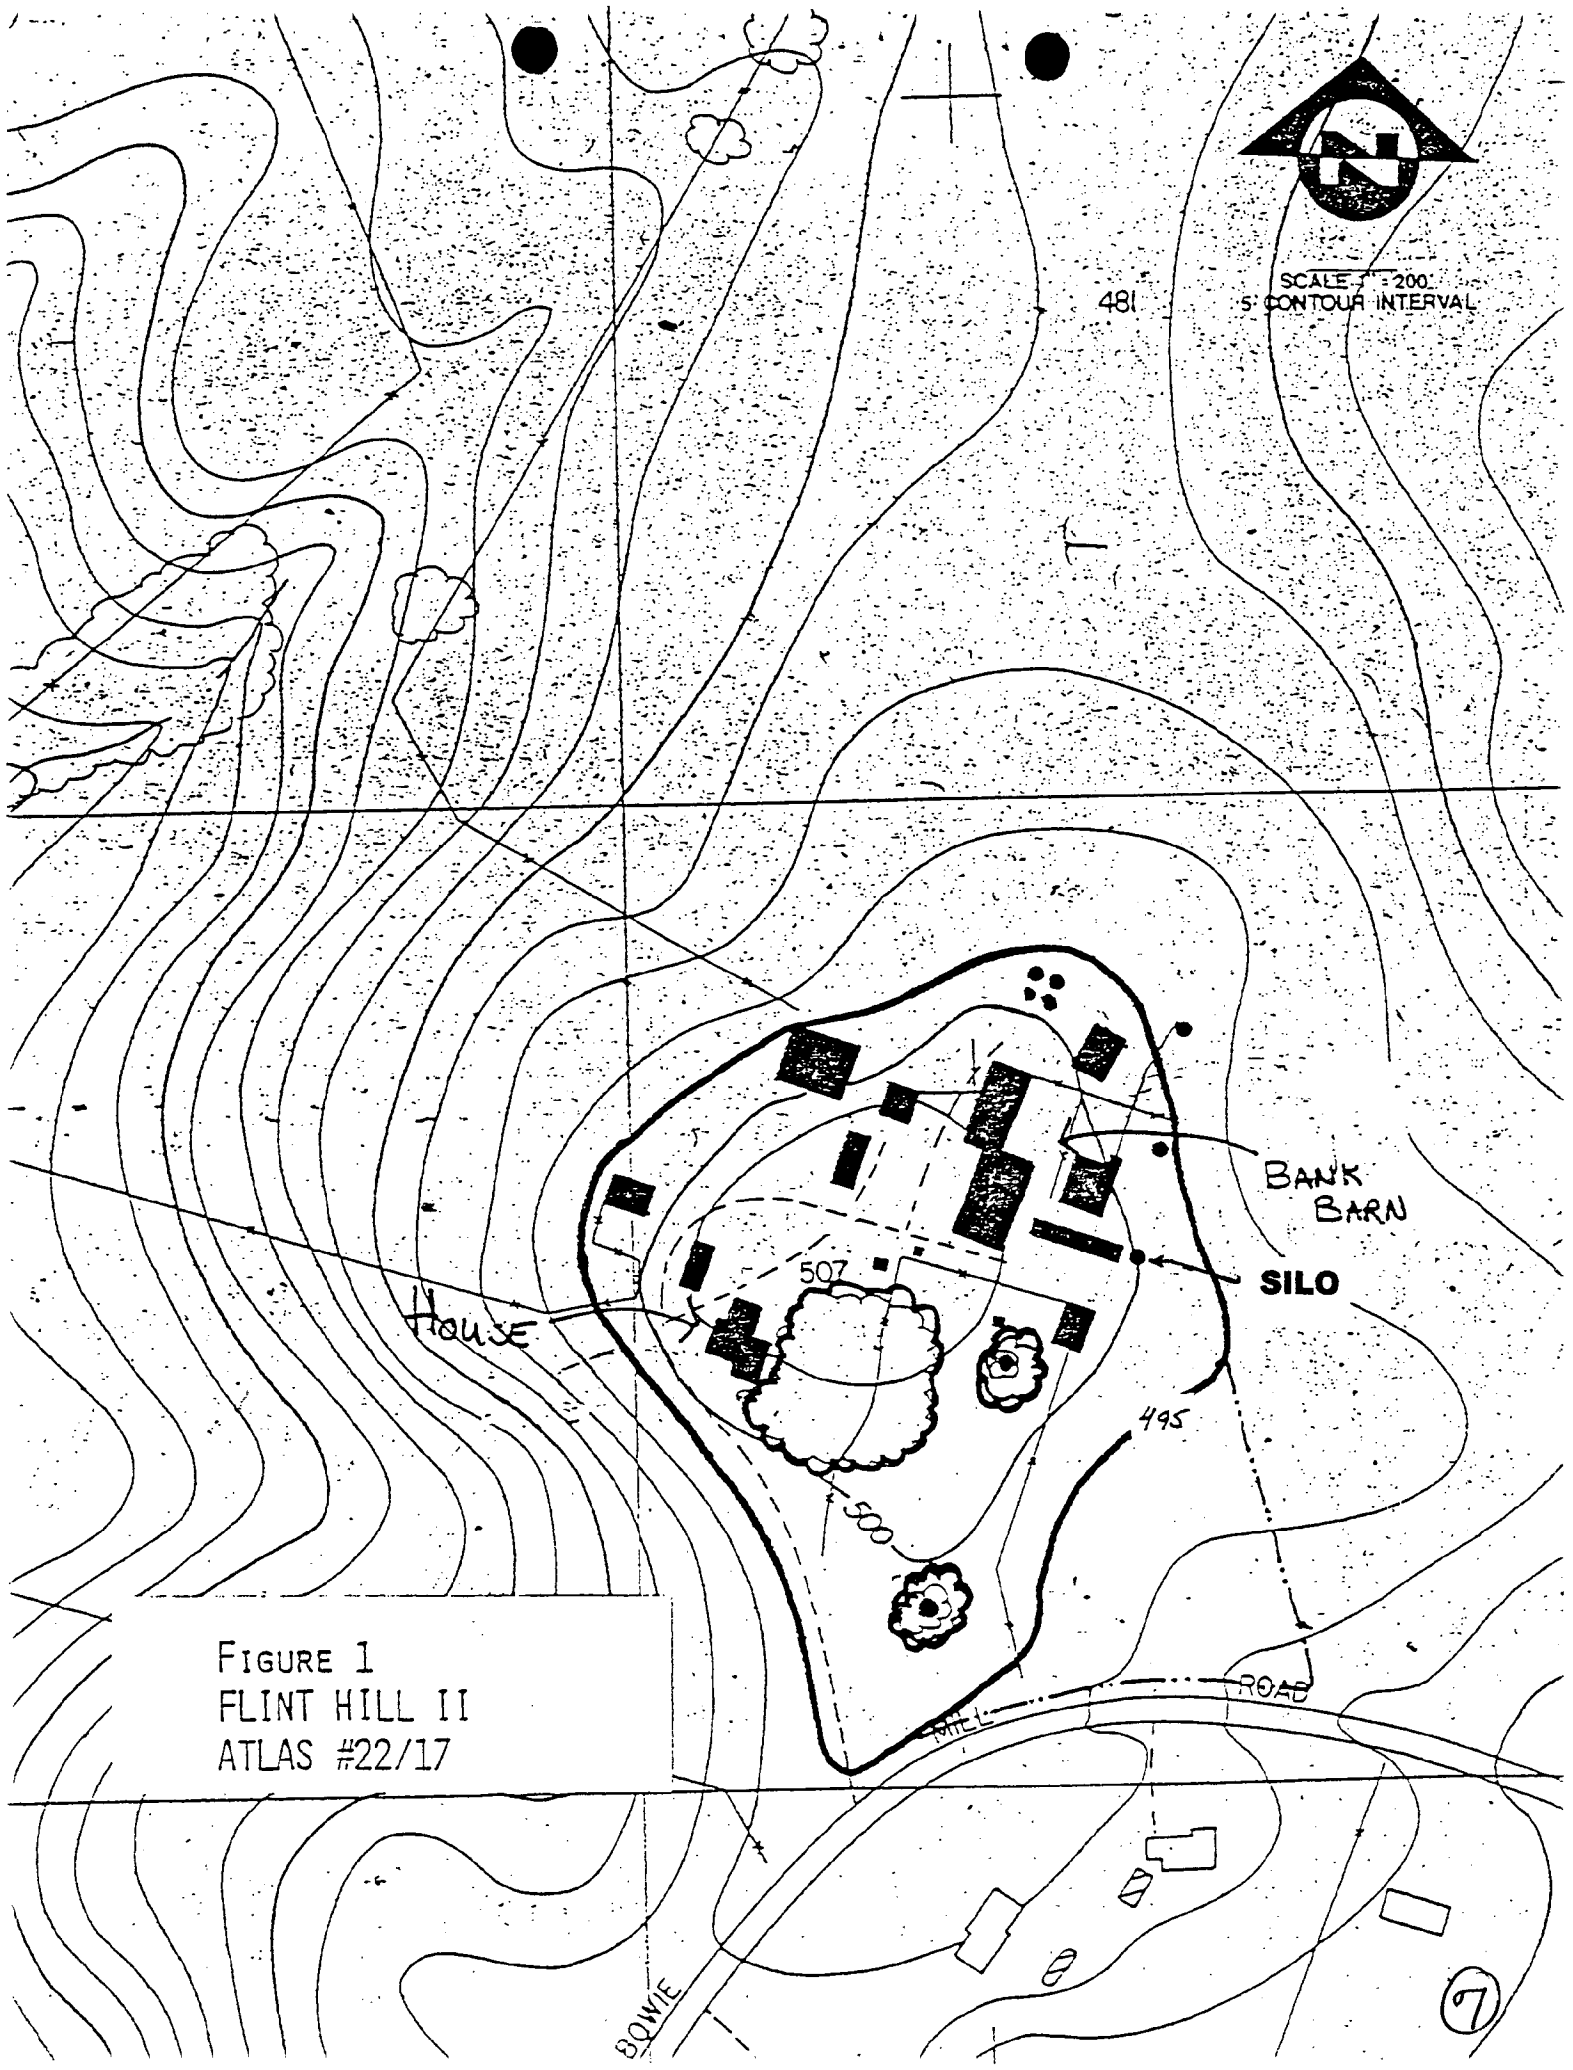 N
SCALE 1" = 200'
5' CONTOUR INTERVAL
481
BANK
BARN
SILO
507
HOUSE
495
500
FIGURE 1
FLINT HILL II
ATLAS #22/17
BOWIE
MILL
ROAD
7